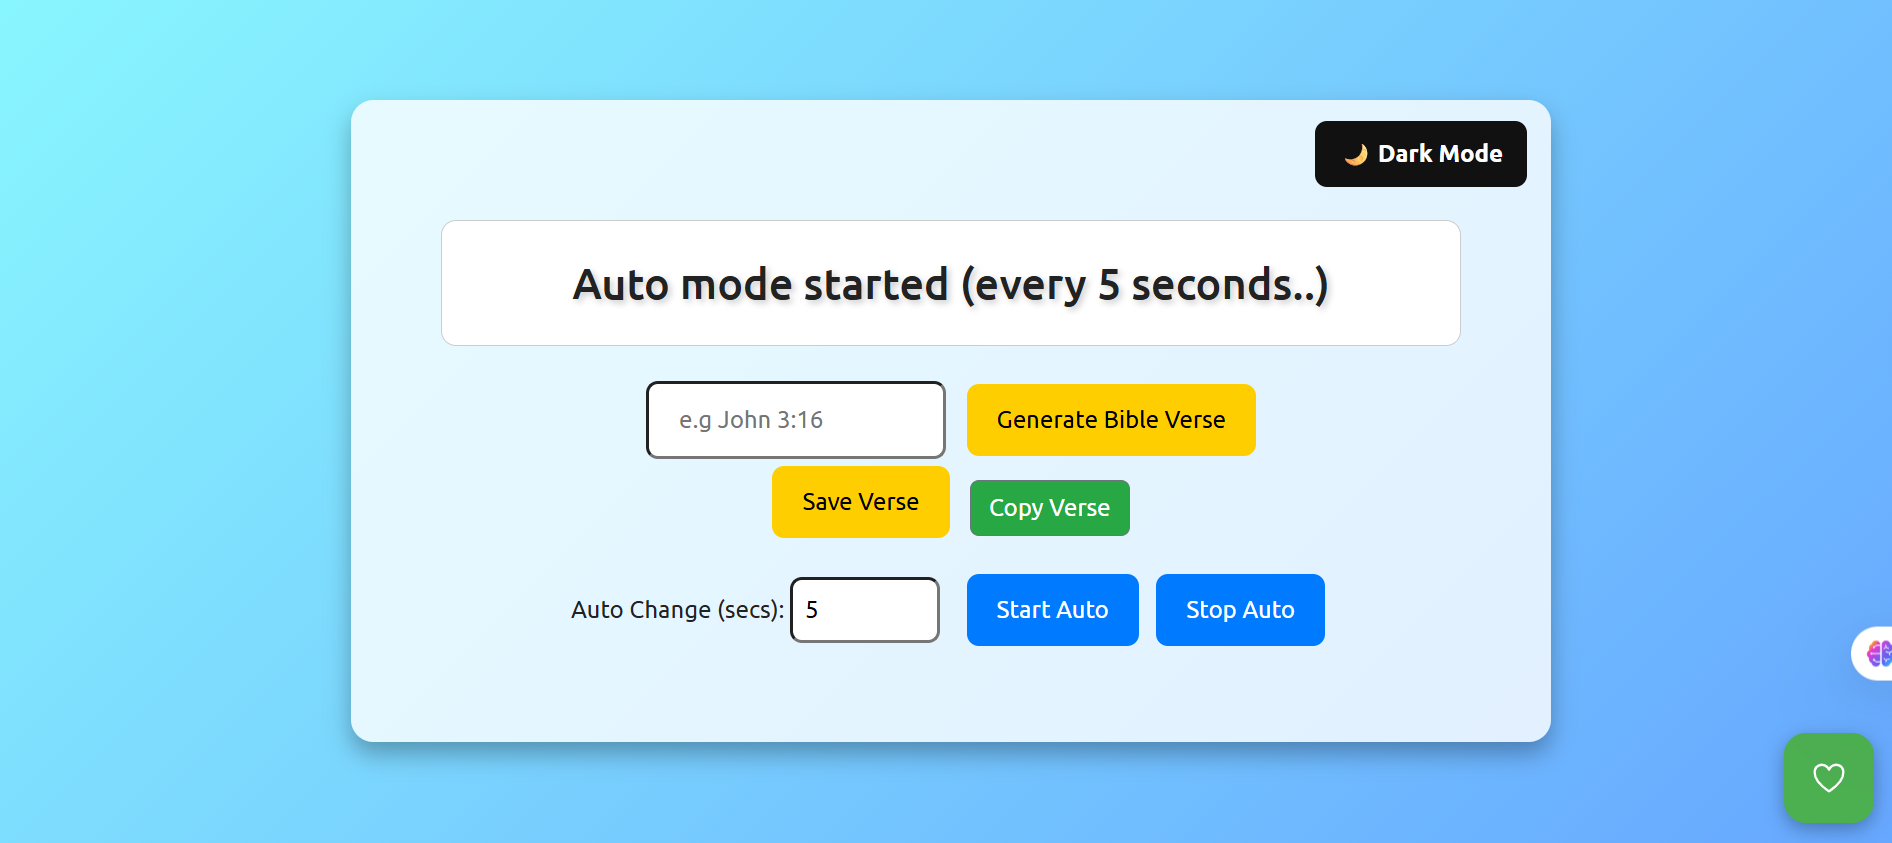 🌙 Dark Mode
Auto mode started (every 5 seconds..)
e.g John 3:16 Generate Bible Verse
Save Verse Copy Verse
Auto Change (secs): 5 Start Auto Stop Auto